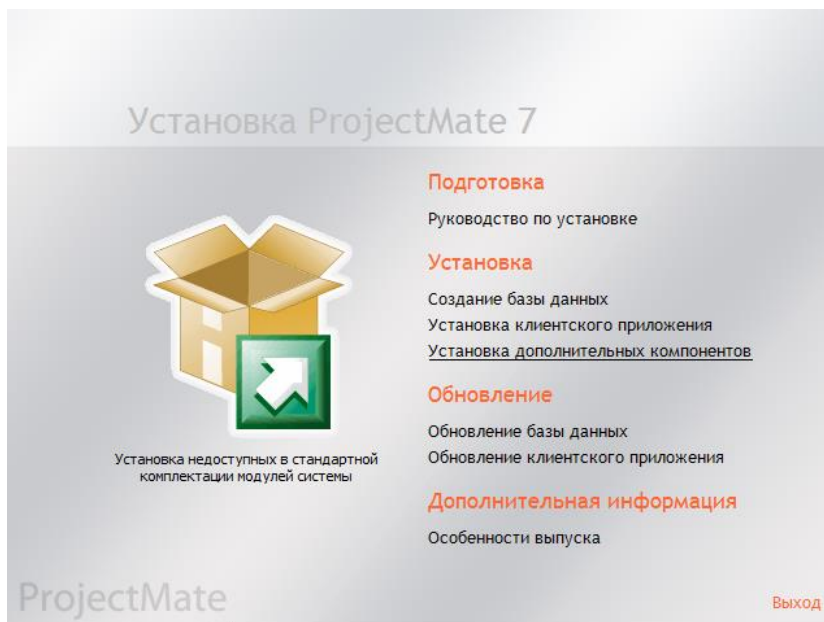 Установка ProjectMate 7
Подготовка
Руководство по установке
Установка
Создание базы данных
Установка клиентского приложения
Установка дополнительных компонентов
Обновление
Обновление базы данных
Обновление клиентского приложения
Дополнительная информация
Особенности выпуска
Установка недоступных в стандартной
комплектации модулей системы
ProjectMate
Выход